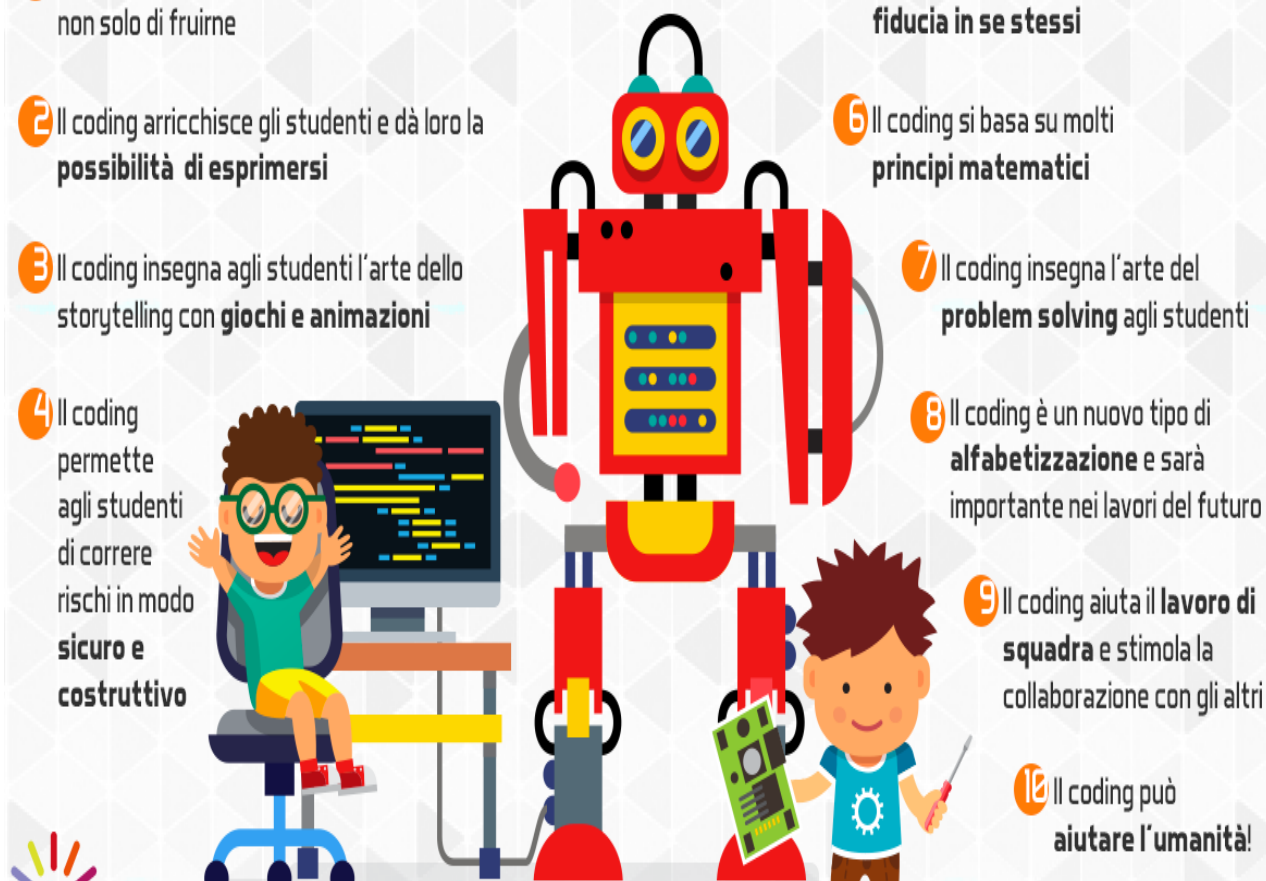 non solo di fruirne
2 Il coding arricchisce gli studenti e dà loro la
possibilità di esprimersi
3 Il coding insegna agli studenti l'arte dello
storytelling con giochi e animazioni
4 Il coding
permette
agli studenti
di correre
rischi in modo
sicuro e
costruttivo
fiducia in se stessi
6 Il coding si basa su molti
principi matematici
7 Il coding insegna l'arte del
problem solving agli studenti
8 Il coding è un nuovo tipo di
alfabetizzazione e sarà
importante nei lavori del futuro
9 Il coding aiuta il lavoro di
squadra e stimola la
collaborazione con gli altri
10 Il coding può
aiutare l'umanità!